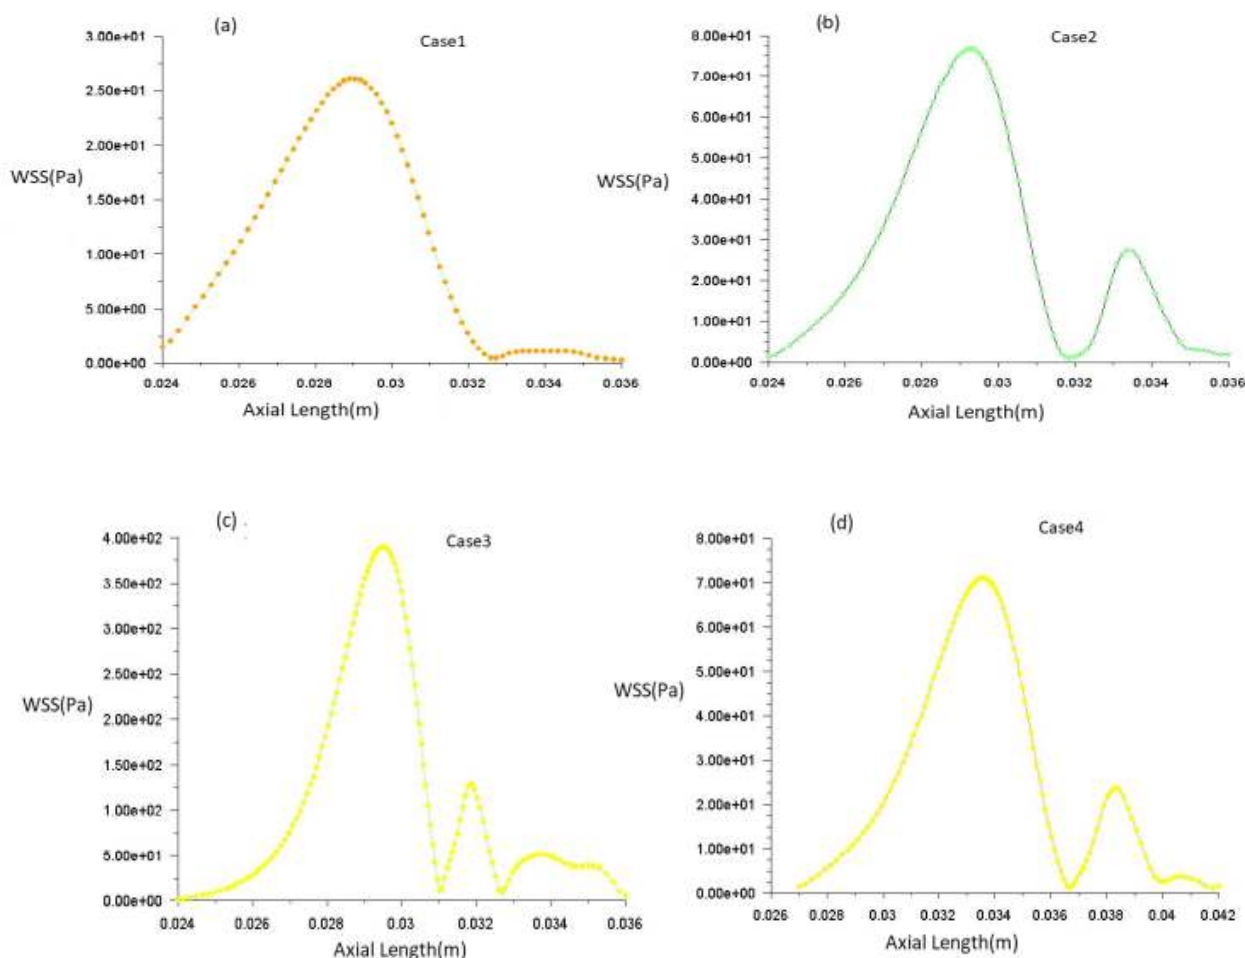 (a)
Case1
3.00e+01
2.50e+01
2.00e+01
WSS(Pa)
1.50e+01
1.00e+01
5.00e+00
0.00e+00
0.024 0.026 0.028 0.03 0.032 0.034 0.036
Axial Length(m)
(b)
Case2
8.00e+01
7.00e+01
6.00e+01
5.00e+01
WSS(Pa)
4.00e+01
3.00e+01
2.00e+01
1.00e+01
0.00e+00
0.024 0.026 0.028 0.03 0.032 0.034 0.036
Axial Length(m)
(c)
Case3
4.00e+02
3.50e+02
3.00e+02
2.50e+02
WSS(Pa)
2.00e+02
1.50e+02
1.00e+02
5.00e+01
0.00e+00
0.024 0.026 0.028 0.03 0.032 0.034 0.036
Axial Length(m)
(d)
Case4
8.00e+01
7.00e+01
6.00e+01
5.00e+01
WSS(Pa)
4.00e+01
3.00e+01
2.00e+01
1.00e+01
0.00e+00
0.026 0.028 0.03 0.032 0.034 0.036 0.038 0.04 0.042
Axial Length(m)